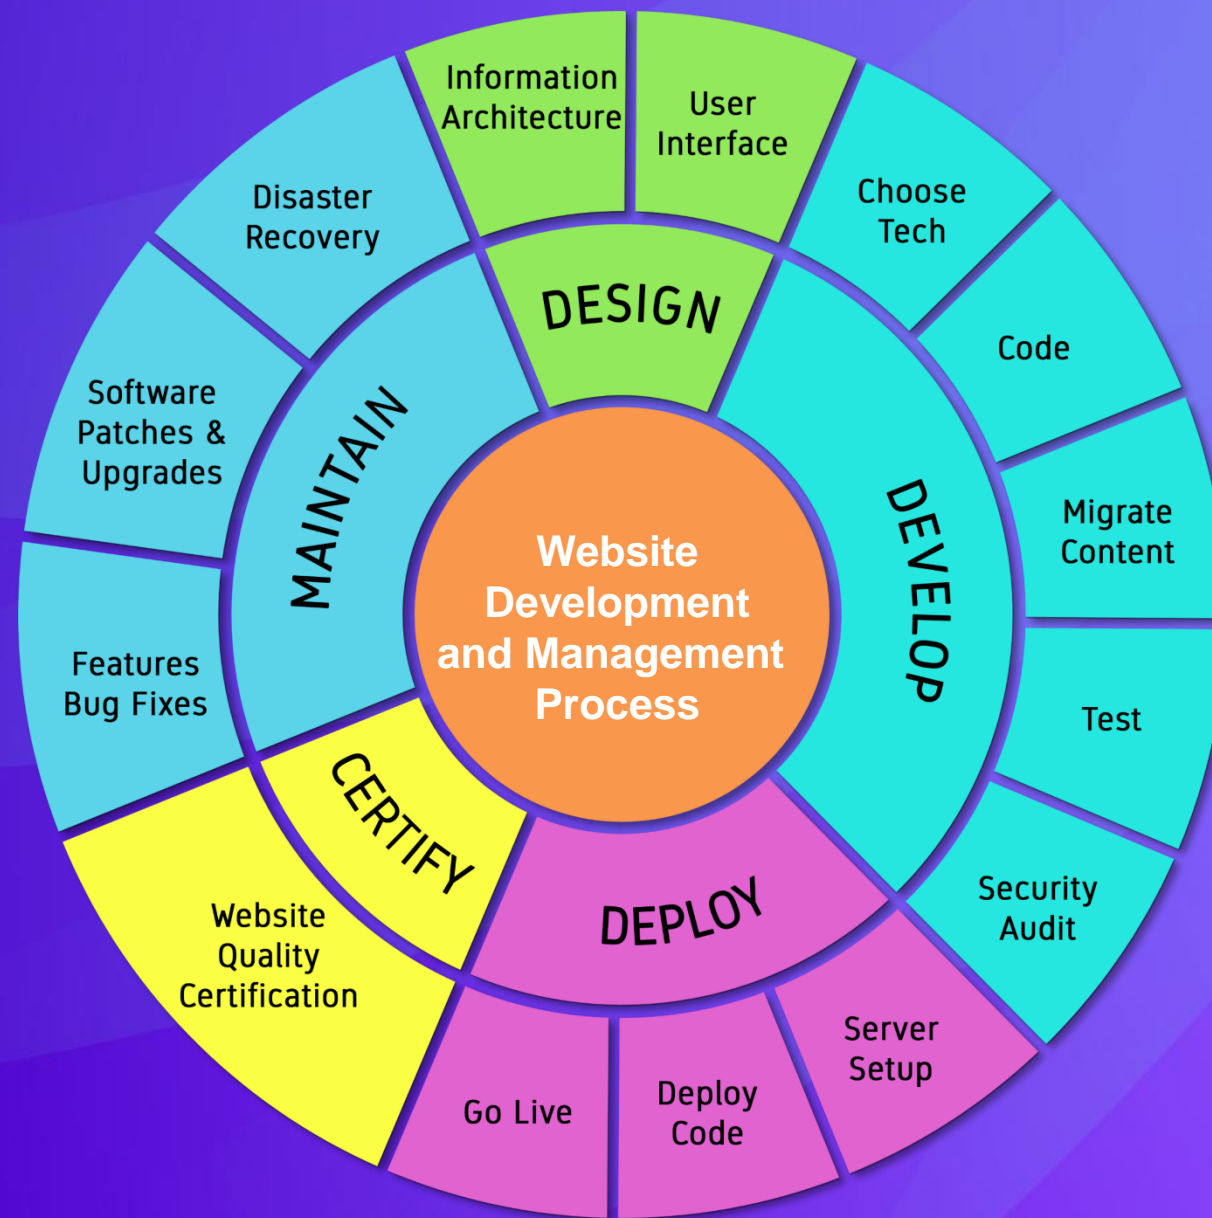 Website
Development
and Management
Process
DESIGN
Information
Architecture
User
Interface
DEVELOP
Choose
Tech
Code
Migrate
Content
Test
Security
Audit
DEPLOY
Server
Setup
Deploy
Code
Go Live
CERTIFY
Website
Quality
Certification
MAINTAIN
Features
Bug Fixes
Software
Patches &
Upgrades
Disaster
Recovery